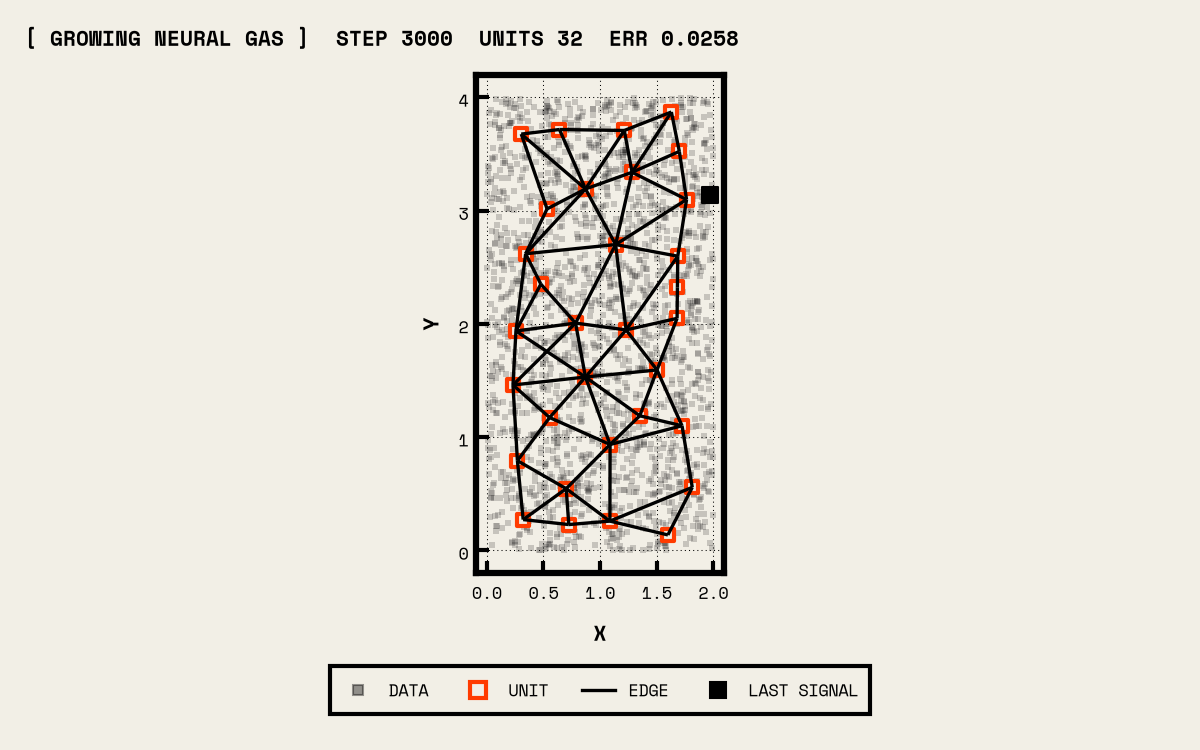 [ GROWING NEURAL GAS ]  STEP 3000  UNITS 32  ERR 0.0258
4
3
2
1
0
Y
0.0 0.5 1.0 1.5 2.0
X
DATA UNIT EDGE LAST SIGNAL